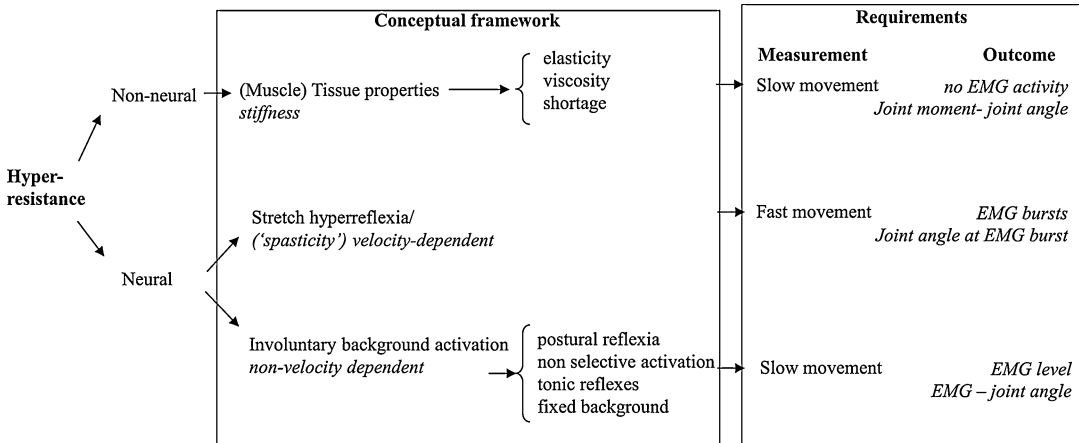 Conceptual framework
Requirements
Measurement
Outcome
Hyper-
resistance
Non-neural
(Muscle) Tissue properties
stiffness
elasticity
viscosity
shortage
Slow movement
no EMG activity
Joint moment- joint angle
Neural
Stretch hyperreflexia/
(‘spasticity’) velocity-dependent
Fast movement
EMG bursts
Joint angle at EMG burst
Involuntary background activation
non-velocity dependent
postural reflexia
non selective activation
tonic reflexes
fixed background
Slow movement
EMG level
EMG – joint angle